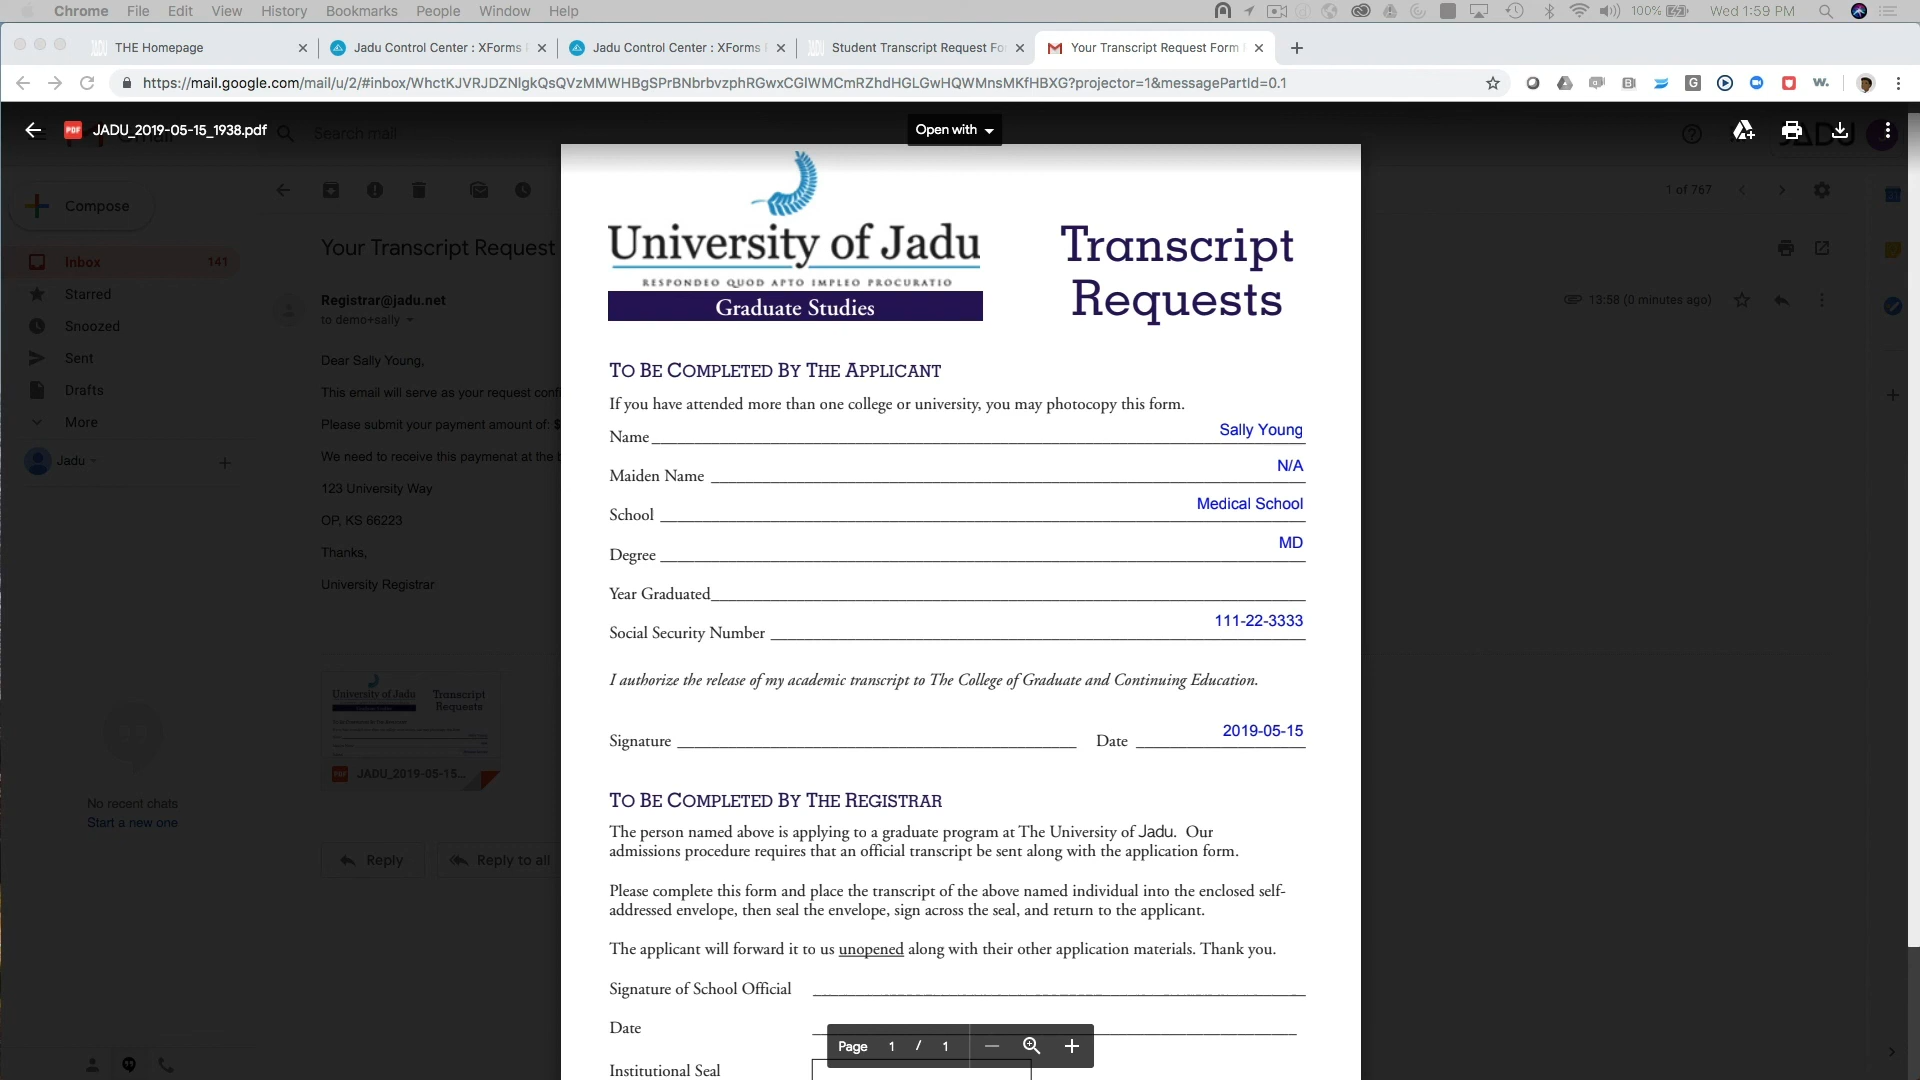 Chrome File Edit View History Bookmarks People Window Help 100% Wed 1:59 PM
THE Homepage Jadu Control Center : XForms Jadu Control Center : XForms Student Transcript Request Fo Your Transcript Request Form
https://mail.google.com/mail/u/2/#inbox/WhctKJVRJDZNlgkQsQVzMMWHBgSPrBNbrbvzphRGwxCGlWMCmRZhdHGLGwHQWMnsMKfHBXG?projector=1&messagePartId=0.1
PDF JADU_2019-05-15_1938.pdf Search mail Open with JADU
Compose 1 of 767
Your Transcript Request
Inbox 141
Starred
Snoozed
Sent
Drafts
More
Jadu
Registrar@jadu.net 13:58 (0 minutes ago)
to demo+sally
Dear Sally Young,
This email will serve as your request conf
Please submit your payment amount of: $
We need to receive this paymenat at the b
123 University Way
OP, KS 66223
Thanks,
University Registrar
University of Jadu
Transcript
Requests
PDF JADU_2019-05-15...
No recent chats
Start a new one
Reply Reply to all
University of Jadu
RESPONDEO QUOD APTO IMPLEO PROCURATIO
Graduate Studies
Transcript
Requests
TO BE COMPLETED BY THE APPLICANT
If you have attended more than one college or university, you may photocopy this form.
Name Sally Young
Maiden Name N/A
School Medical School
Degree MD
Year Graduated
Social Security Number 111-22-3333
I authorize the release of my academic transcript to The College of Graduate and Continuing Education.
Signature Date 2019-05-15
TO BE COMPLETED BY THE REGISTRAR
The person named above is applying to a graduate program at The University of Jadu. Our
admissions procedure requires that an official transcript be sent along with the application form.
Please complete this form and place the transcript of the above named individual into the enclosed self-
addressed envelope, then seal the envelope, sign across the seal, and return to the applicant.
The applicant will forward it to us unopened along with their other application materials. Thank you.
Signature of School Official
Date
Institutional Seal
Page 1 / 1